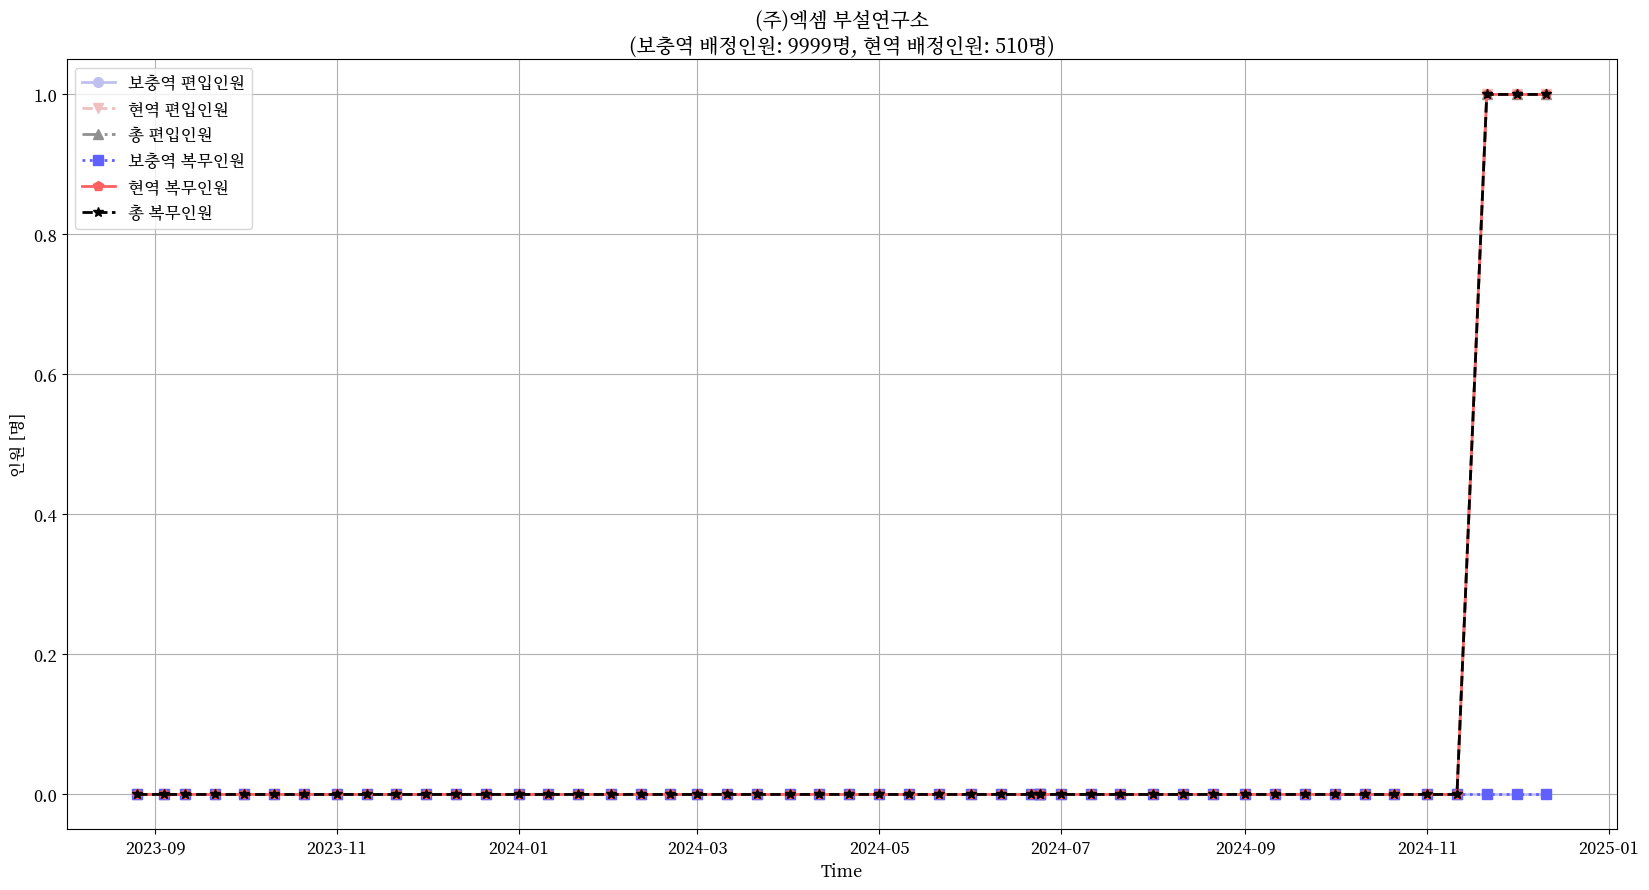 (주)엑셈 부설연구소
(보충역 배정인원: 9999명, 현역 배정인원: 510명)
보충역 편입인원
현역 편입인원
총 편입인원
보충역 복무인원
현역 복무인원
총 복무인원
인원 [명]
1.0
0.8
0.6
0.4
0.2
0.0
2023-09
2023-11
2024-01
2024-03
2024-05
2024-07
2024-09
2024-11
2025-01
Time